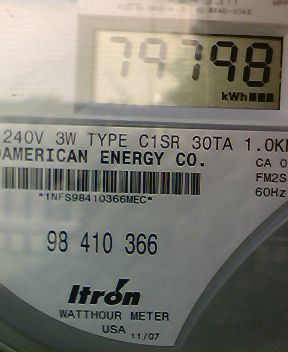 79798
kWh
240V 3W TYPE C1SR 30TA 1.0K
DAMERICAN ENERGY CO.
CA 0
FM2S
60Hz
*1NFS98410366MEC*
98 410 366
Itron
WATTHOUR METER
USA 11/07